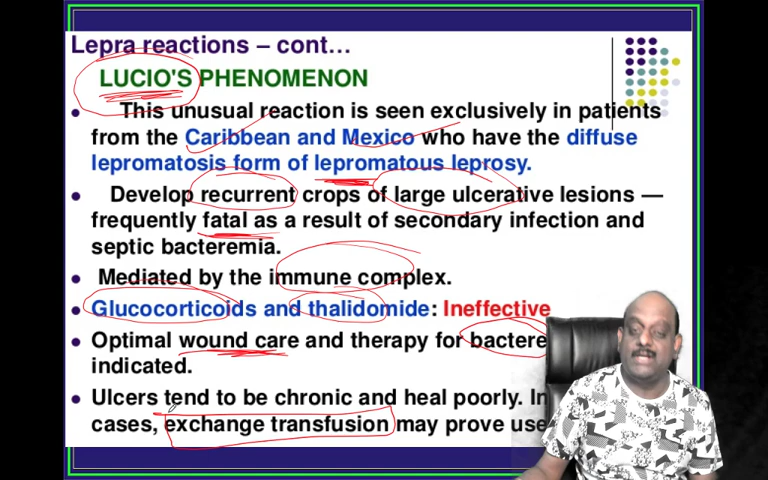 Lepra reactions – cont...
LUCIO'S PHENOMENON
This unusual reaction is seen exclusively in patients
from the Caribbean and Mexico who have the diffuse
lepromatosis form of lepromatous leprosy.
Develop recurrent crops of large ulcerative lesions —
frequently fatal as a result of secondary infection and
septic bacteremia.
Mediated by the immune complex.
Glucocorticoids and thalidomide: Ineffective
Optimal wound care and therapy for bactere
indicated.
Ulcers tend to be chronic and heal poorly. In
cases, exchange transfusion may prove use